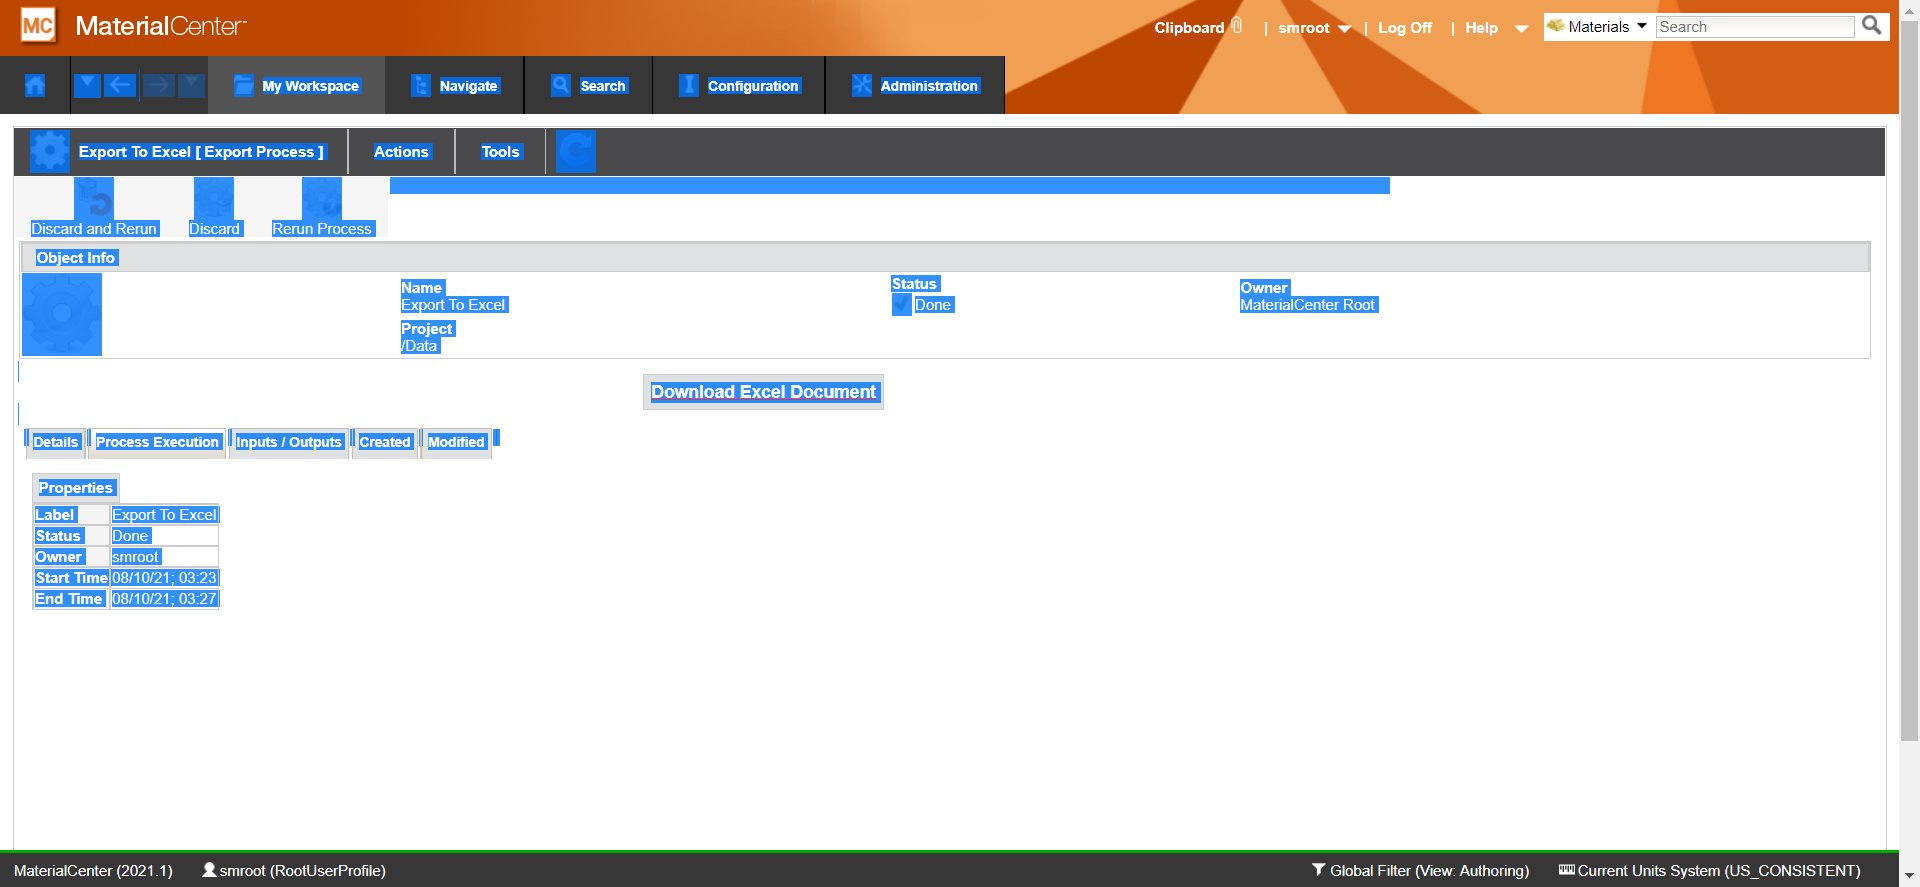 MC MaterialCenter
Clipboard | smroot | Log Off | Help Materials Search
My Workspace Navigate Search Configuration Administration
Export To Excel [ Export Process ] Actions Tools
Discard and Rerun Discard Rerun Process
Object Info
Name Status Owner
Export To Excel Done MaterialCenter Root
Project
/Data
Download Excel Document
Details Process Execution Inputs / Outputs Created Modified
Properties
Label Export To Excel
Status Done
Owner smroot
Start Time 08/10/21; 03:23
End Time 08/10/21; 03:27
MaterialCenter (2021.1) smroot (RootUserProfile) Global Filter (View: Authoring) Current Units System (US_CONSISTENT)